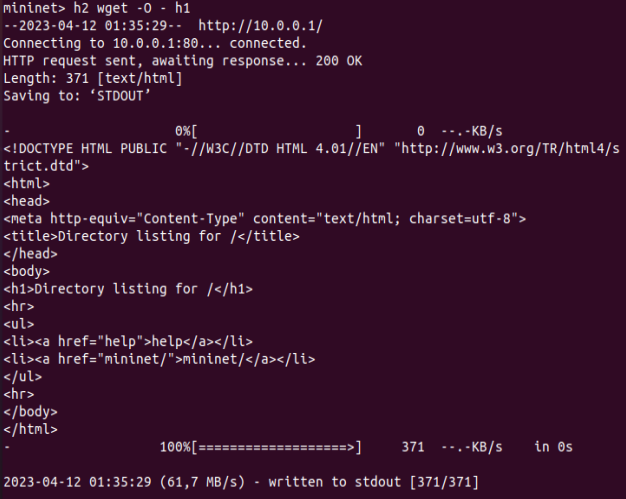 mininet> h2 wget -O - h1
--2023-04-12 01:35:29--  http://10.0.0.1/
Connecting to 10.0.0.1:80... connected.
HTTP request sent, awaiting response... 200 OK
Length: 371 [text/html]
Saving to: ‘STDOUT’

-                     0%[                    ]       0  --.-KB/s
<!DOCTYPE HTML PUBLIC "-//W3C//DTD HTML 4.01//EN" "http://www.w3.org/TR/html4/s
trict.dtd">
<html>
<head>
<meta http-equiv="Content-Type" content="text/html; charset=utf-8">
<title>Directory listing for /</title>
</head>
<body>
<h1>Directory listing for /</h1>
<hr>
<ul>
<li><a href="help">help</a></li>
<li><a href="mininet/">mininet/</a></li>
</ul>
<hr>
</body>
</html>
-                   100%[===================>]     371  --.-KB/s    in 0s

2023-04-12 01:35:29 (61,7 MB/s) - written to stdout [371/371]